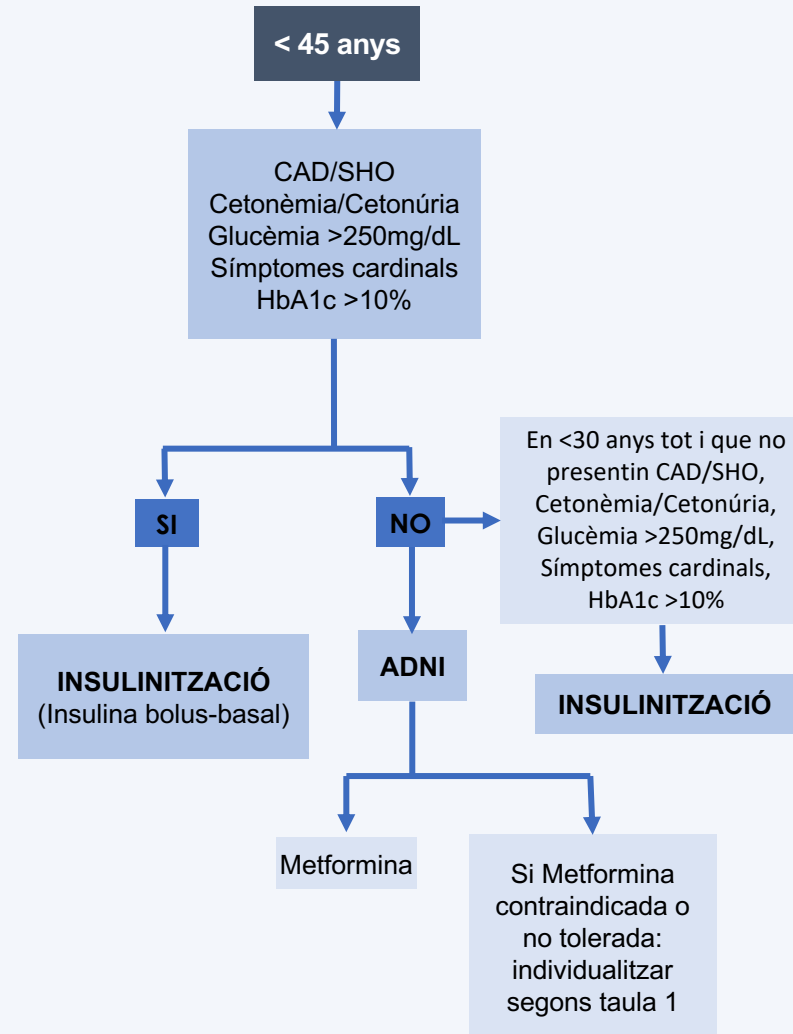 < 45 anys
CAD/SHO
Cetonèmia/Cetonúria
Glucèmia >250mg/dL
Símptomes cardinals
HbA1c >10%
SI
NO
En <30 anys tot i que no
presentin CAD/SHO,
Cetonèmia/Cetonúria,
Glucèmia >250mg/dL,
Símptomes cardinals,
HbA1c >10%
INSULINITZACIÓ
(Insulina bolus-basal)
ADNI
INSULINITZACIÓ
Metformina
Si Metformina
contraindicada o
no tolerada:
individualitzar
segons taula 1